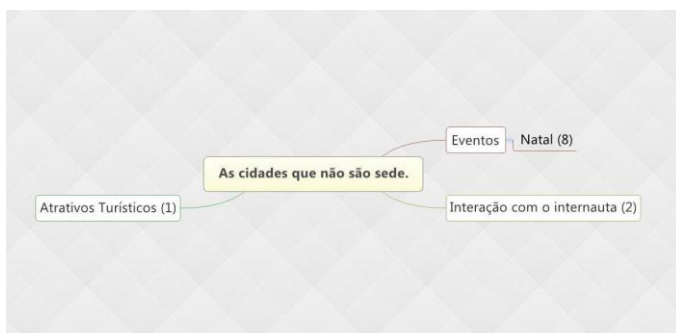 Eventos
Natal (8)
As cidades que não são sede.
Atrativos Turísticos (1)
Interação com o internauta (2)